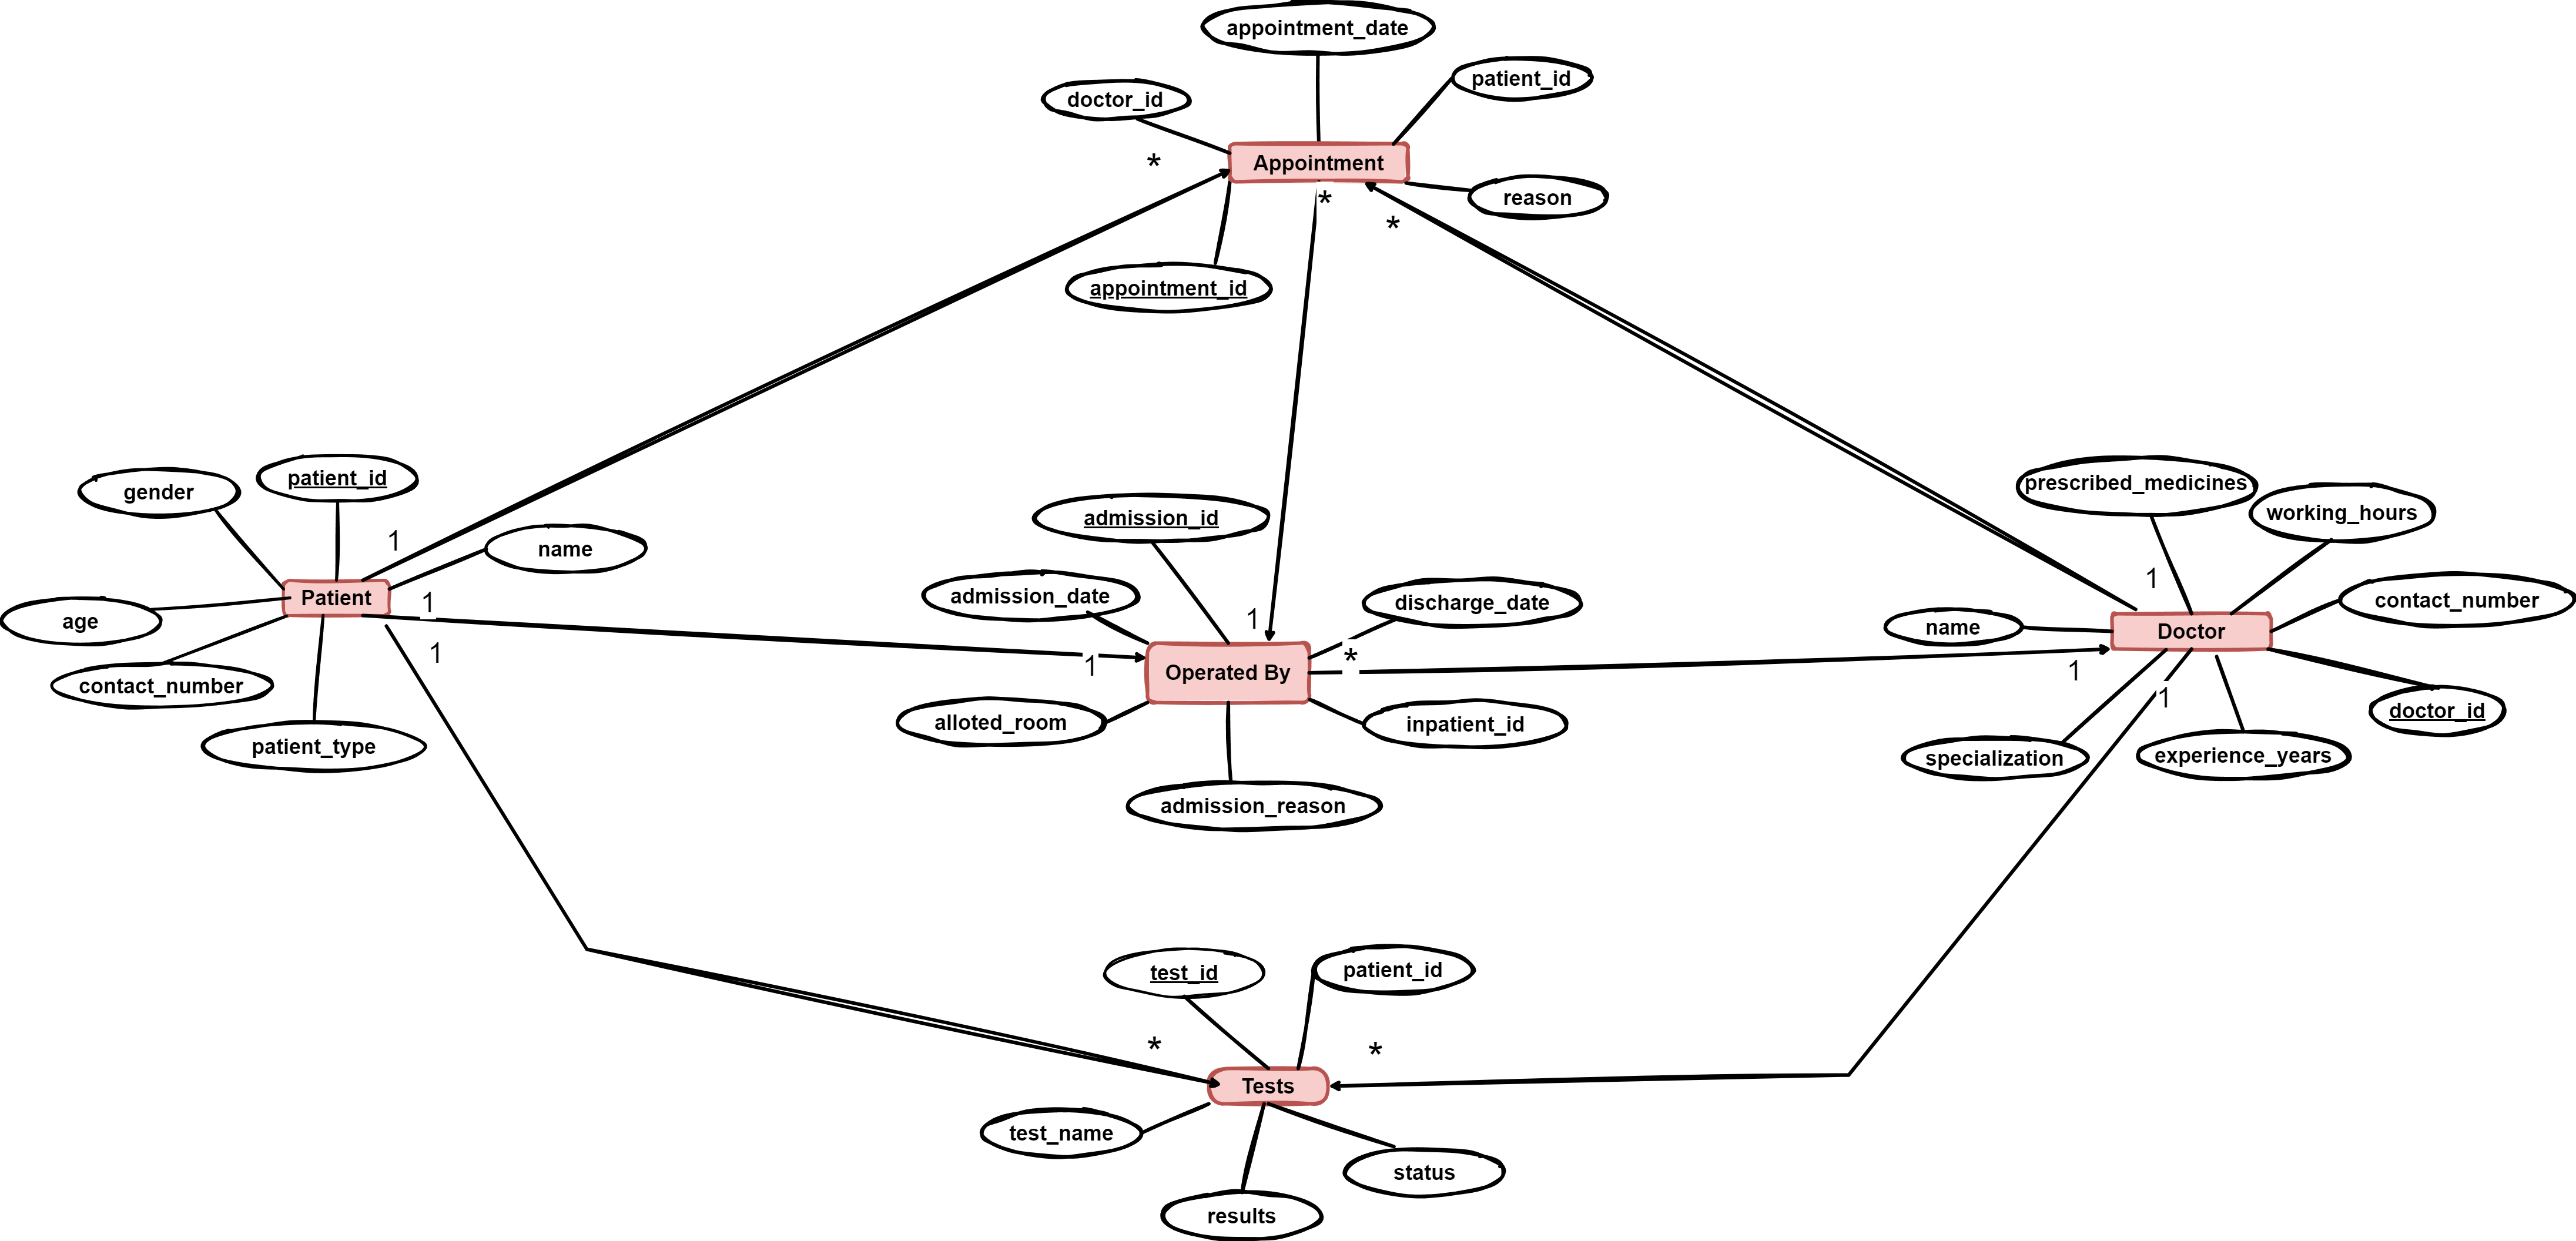 appointment_date
patient_id
doctor_id
Appointment
*
reason
*
*
appointment_id
patient_id
gender
name
1
Patient
1
age
1
contact_number
patient_type
admission_id
admission_date
discharge_date
1
*
1
Operated By
alloted_room
inpatient_id
admission_reason
prescribed_medicines
working_hours
1
contact_number
name
Doctor
1
1
doctor_id
specialization
experience_years
test_id
patient_id
*
*
Tests
test_name
status
results